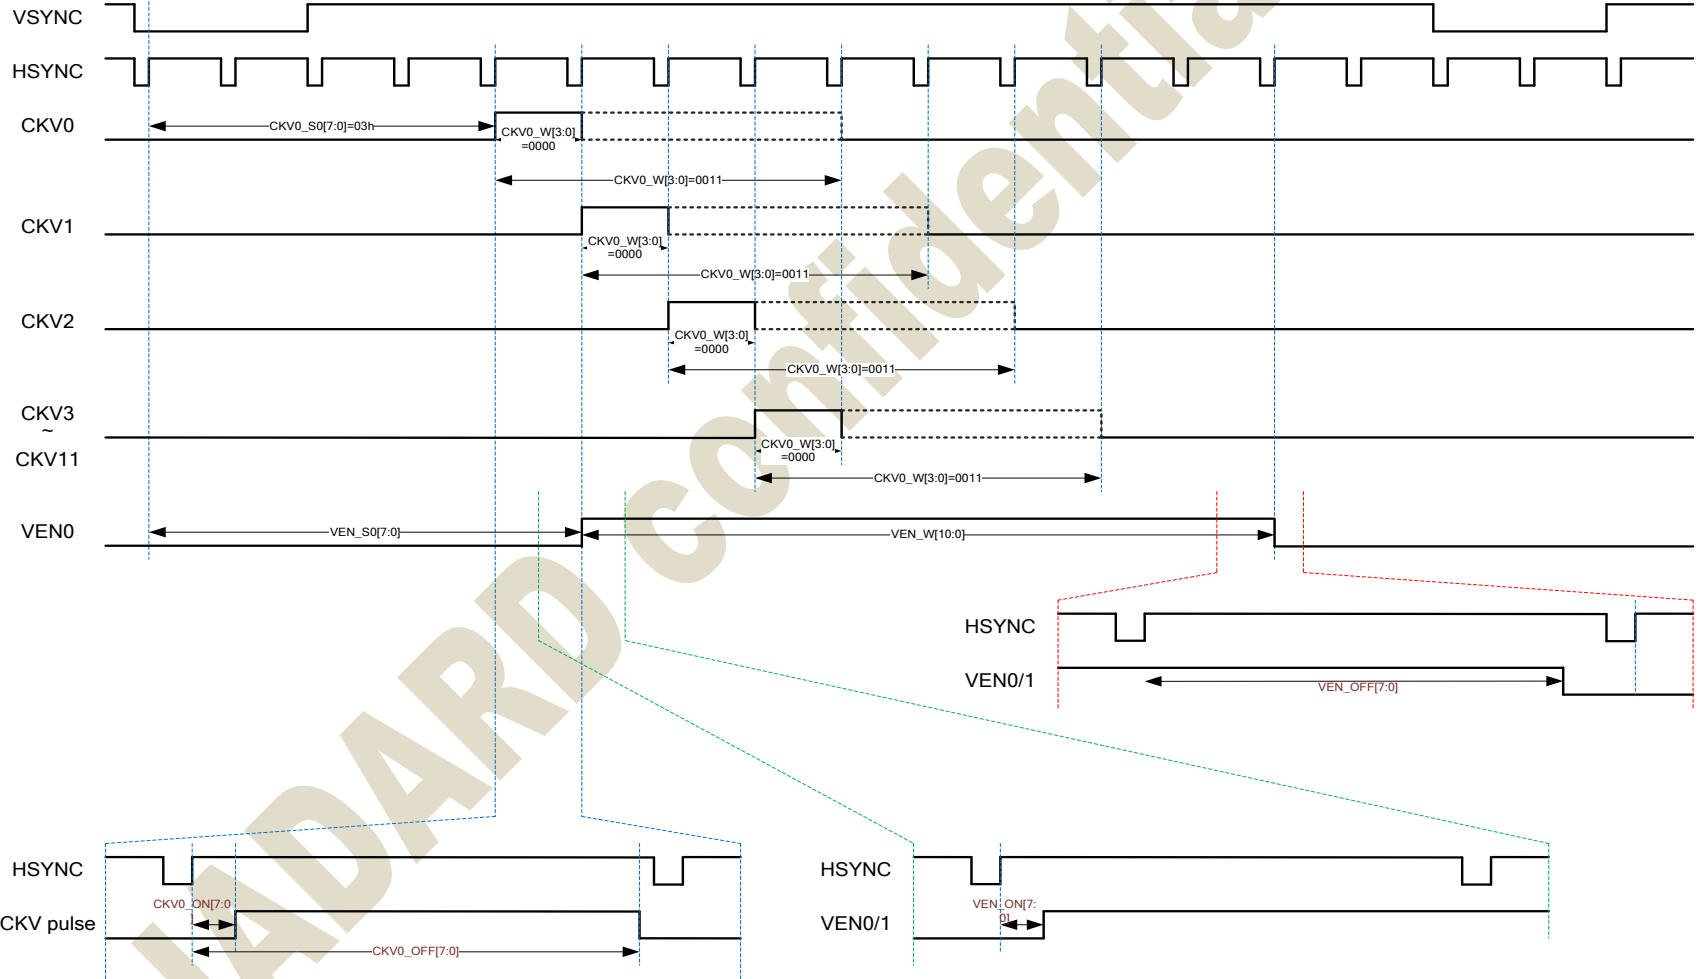 VSYNC
HSYNC
CKV0
CKV0_S0[7:0]=03h
CKV0_W[3:0]
=0000
CKV0_W[3:0]=0011
CKV1
CKV0_W[3:0]
=0000
CKV0_W[3:0]=0011
CKV2
CKV0_W[3:0]
=0000
CKV0_W[3:0]=0011
CKV3
~
CKV11
CKV0_W[3:0]
=0000
CKV0_W[3:0]=0011
VEN0
VEN_S0[7:0]
VEN_W[10:0]
HSYNC
VEN0/1
VEN_OFF[7:0]
HSYNC
CKV0_ON[7:0
]
CKV pulse
CKV0_OFF[7:0]
HSYNC
VEN_ON[7:
0]
VEN0/1
JADARD confidential